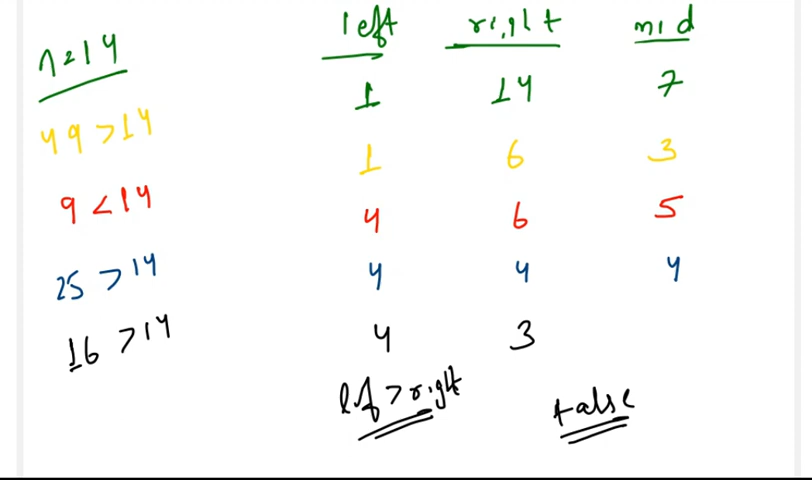 n=14 left right mid
1 14 7
49 > 14 1 6 3
9 < 14 4 6 5
25 > 14 4 4 4
16 > 14 4 3
left > right false